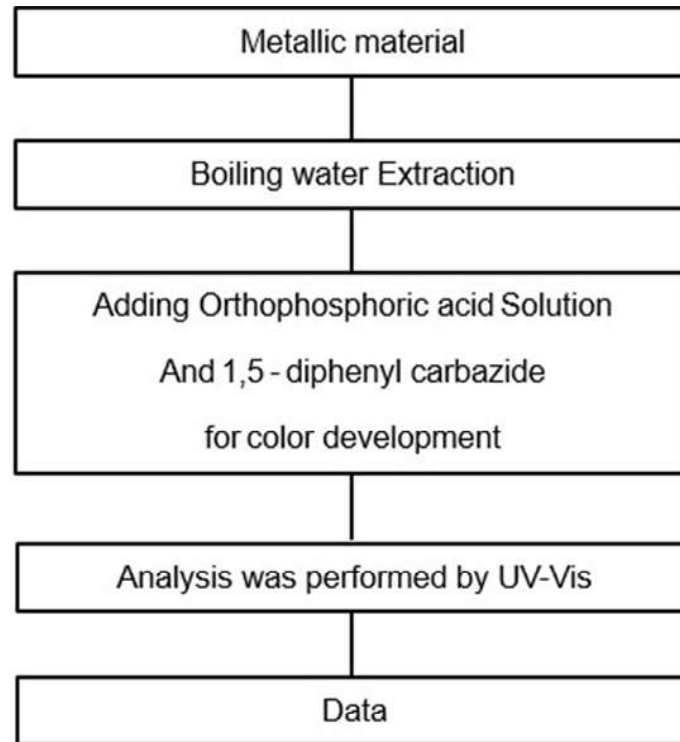 Metallic material
Boiling water Extraction
Adding Orthophosphoric acid Solution
And 1,5 - diphenyl carbazide
for color development
Analysis was performed by UV-Vis
Data